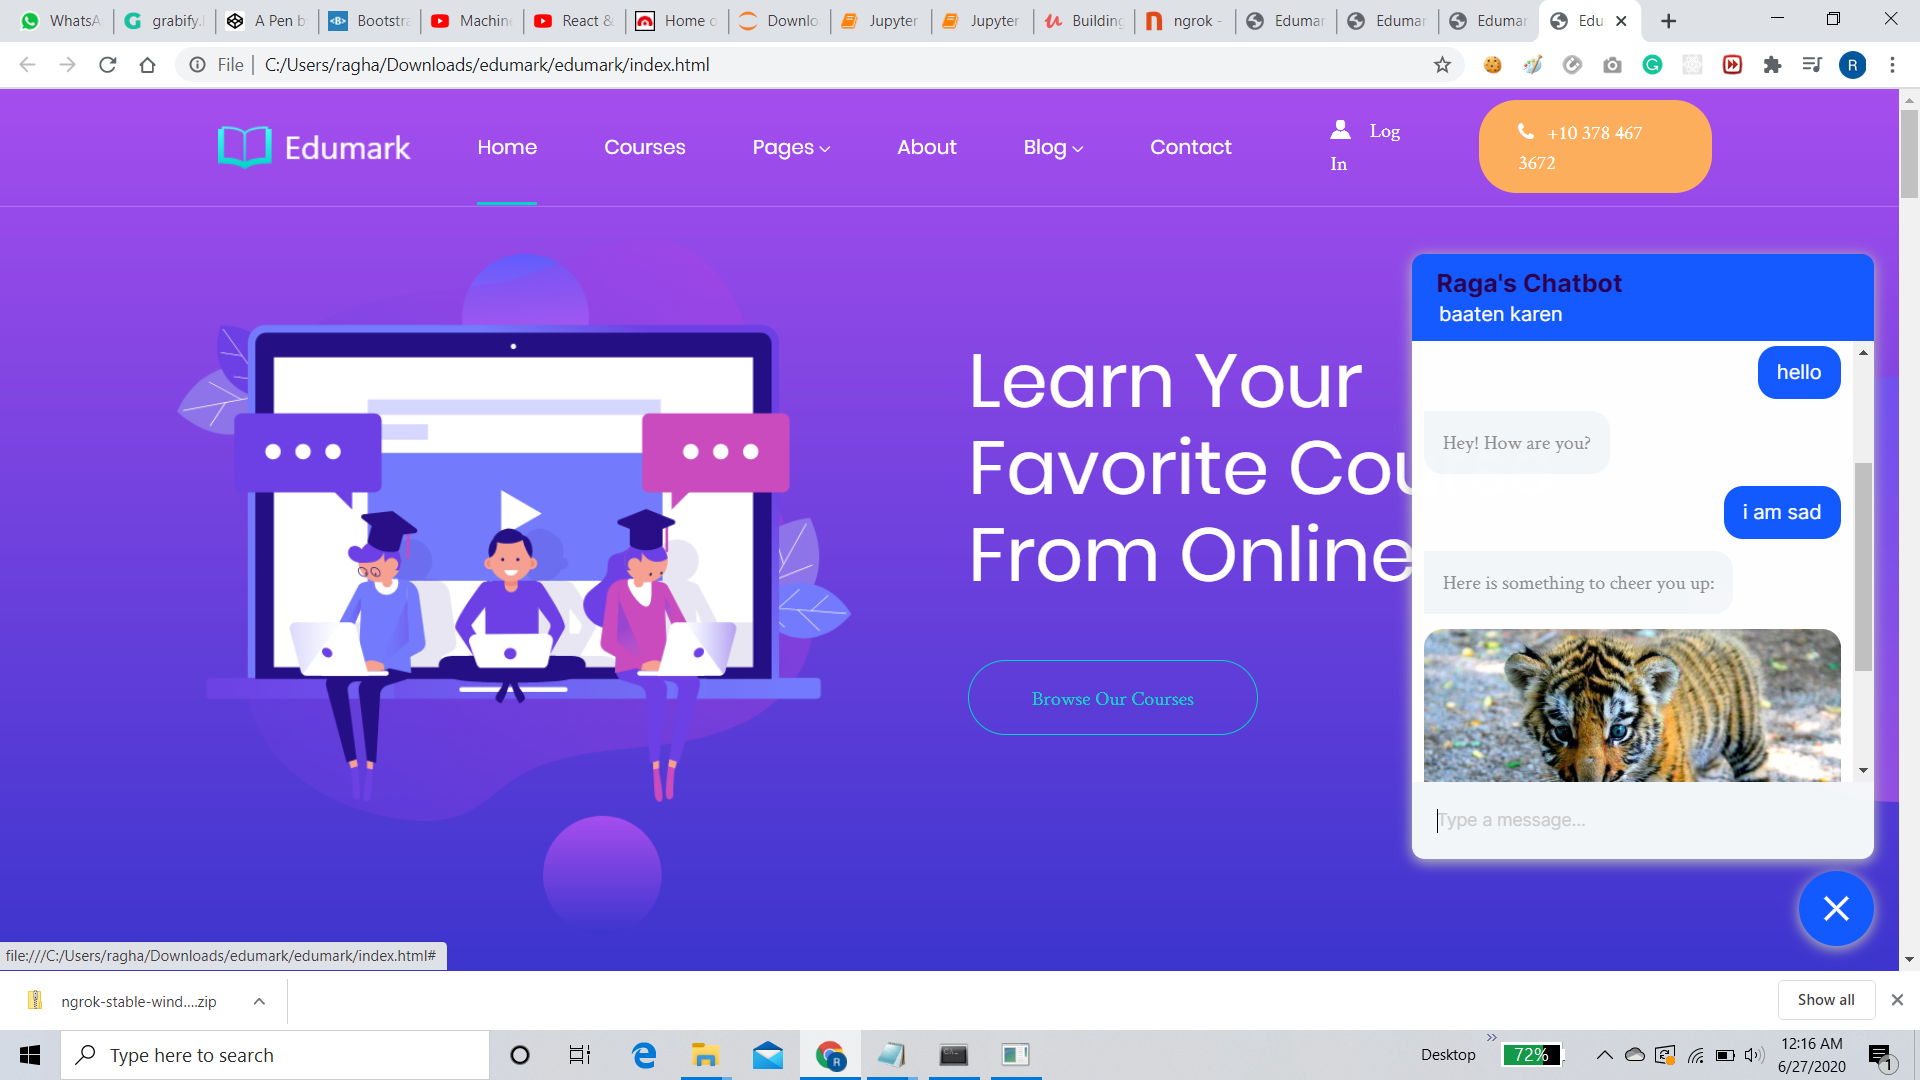 WhatsA
grabify.l
A Pen b
Bootstra
Machine
React &
Home o
Downlo
Jupyter
Jupyter
Building
ngrok -
Edumar
Edumar
Edumar
Edu
File
C:/Users/ragha/Downloads/edumark/edumark/index.html
R
Edumark
Home
Courses
Pages
About
Blog
Contact
Log
In
+10 378 467
3672
Learn Your
Favorite Cou
From Online
Browse Our Courses
Raga's Chatbot
baaten karen
hello
Hey! How are you?
i am sad
Here is something to cheer you up:
Type a message...
file:///C:/Users/ragha/Downloads/edumark/edumark/index.html#
ngrok-stable-wind....zip
Show all
Type here to search
Desktop
72%
12:16 AM
6/27/2020
1